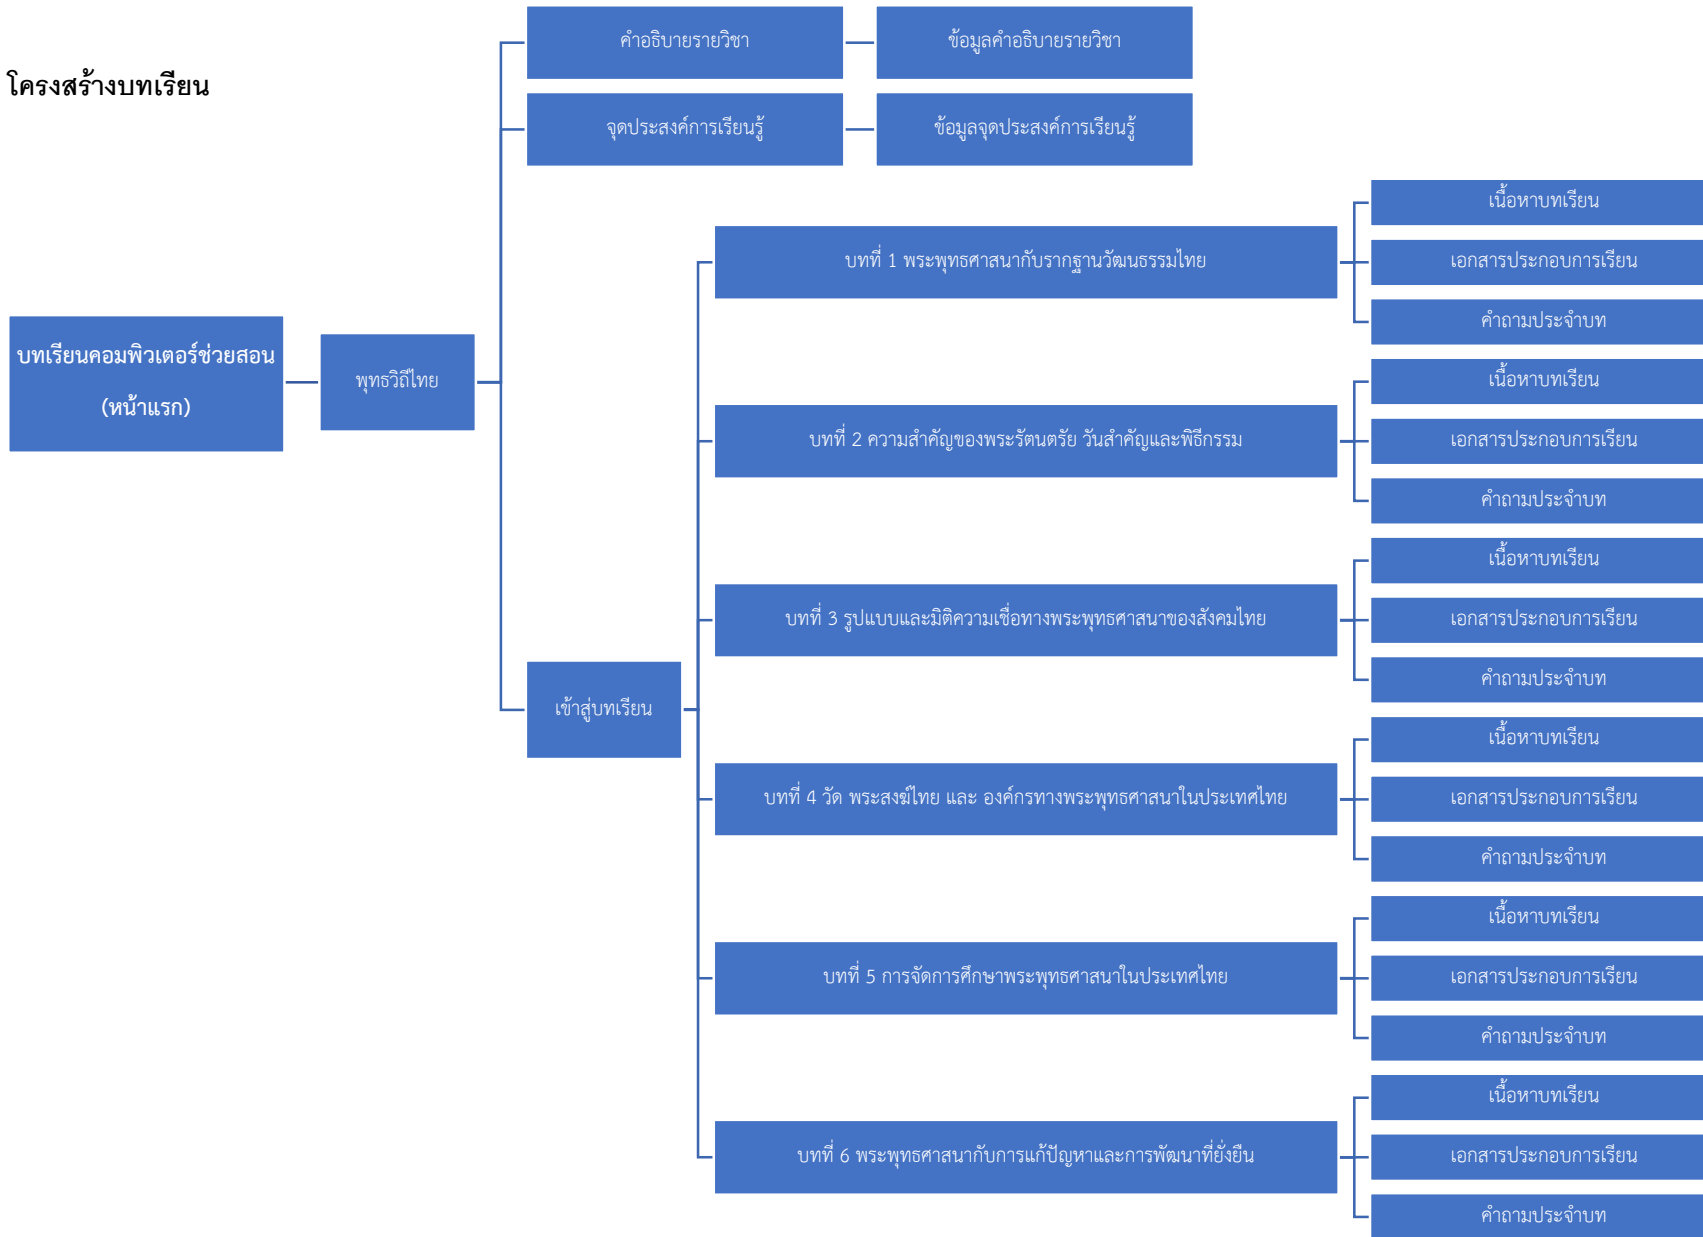 โครงสร้างบทเรียน
บทเรียนคอมพิวเตอร์ช่วยสอน
(หน้าแรก)
พุทธวิถีไทย
คำอธิบายรายวิชา
ข้อมูลคำอธิบายรายวิชา
จุดประสงค์การเรียนรู้
ข้อมูลจุดประสงค์การเรียนรู้
เข้าสู่บทเรียน
บทที่ 1 พระพุทธศาสนากับรากฐานวัฒนธรรมไทย
เนื้อหาบทเรียน
เอกสารประกอบการเรียน
คำถามประจำบท
บทที่ 2 ความสำคัญของพระรัตนตรัย วันสำคัญและพิธีกรรม
เนื้อหาบทเรียน
เอกสารประกอบการเรียน
คำถามประจำบท
บทที่ 3 รูปแบบและมิติความเชื่อทางพระพุทธศาสนาของสังคมไทย
เนื้อหาบทเรียน
เอกสารประกอบการเรียน
คำถามประจำบท
บทที่ 4 วัด พระสงฆ์ไทย และ องค์กรทางพระพุทธศาสนาในประเทศไทย
เนื้อหาบทเรียน
เอกสารประกอบการเรียน
คำถามประจำบท
บทที่ 5 การจัดการศึกษาพระพุทธศาสนาในประเทศไทย
เนื้อหาบทเรียน
เอกสารประกอบการเรียน
คำถามประจำบท
บทที่ 6 พระพุทธศาสนากับการแก้ปัญหาและการพัฒนาที่ยั่งยืน
เนื้อหาบทเรียน
เอกสารประกอบการเรียน
คำถามประจำบท